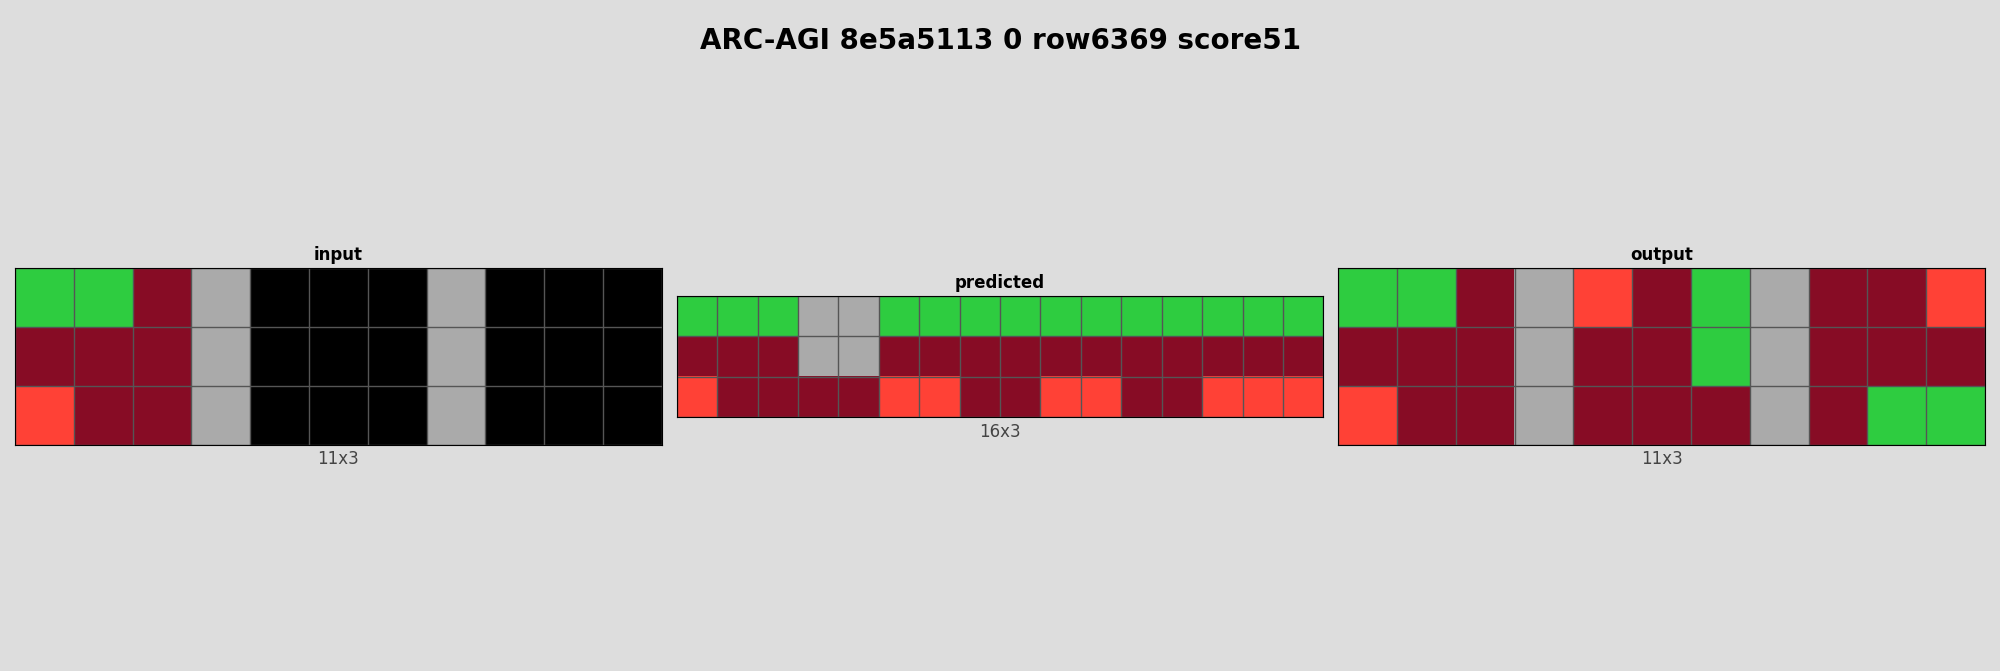 ARC-AGI 8e5a5113 0 row6369 score51
input
predicted
output
11x3
16x3
11x3